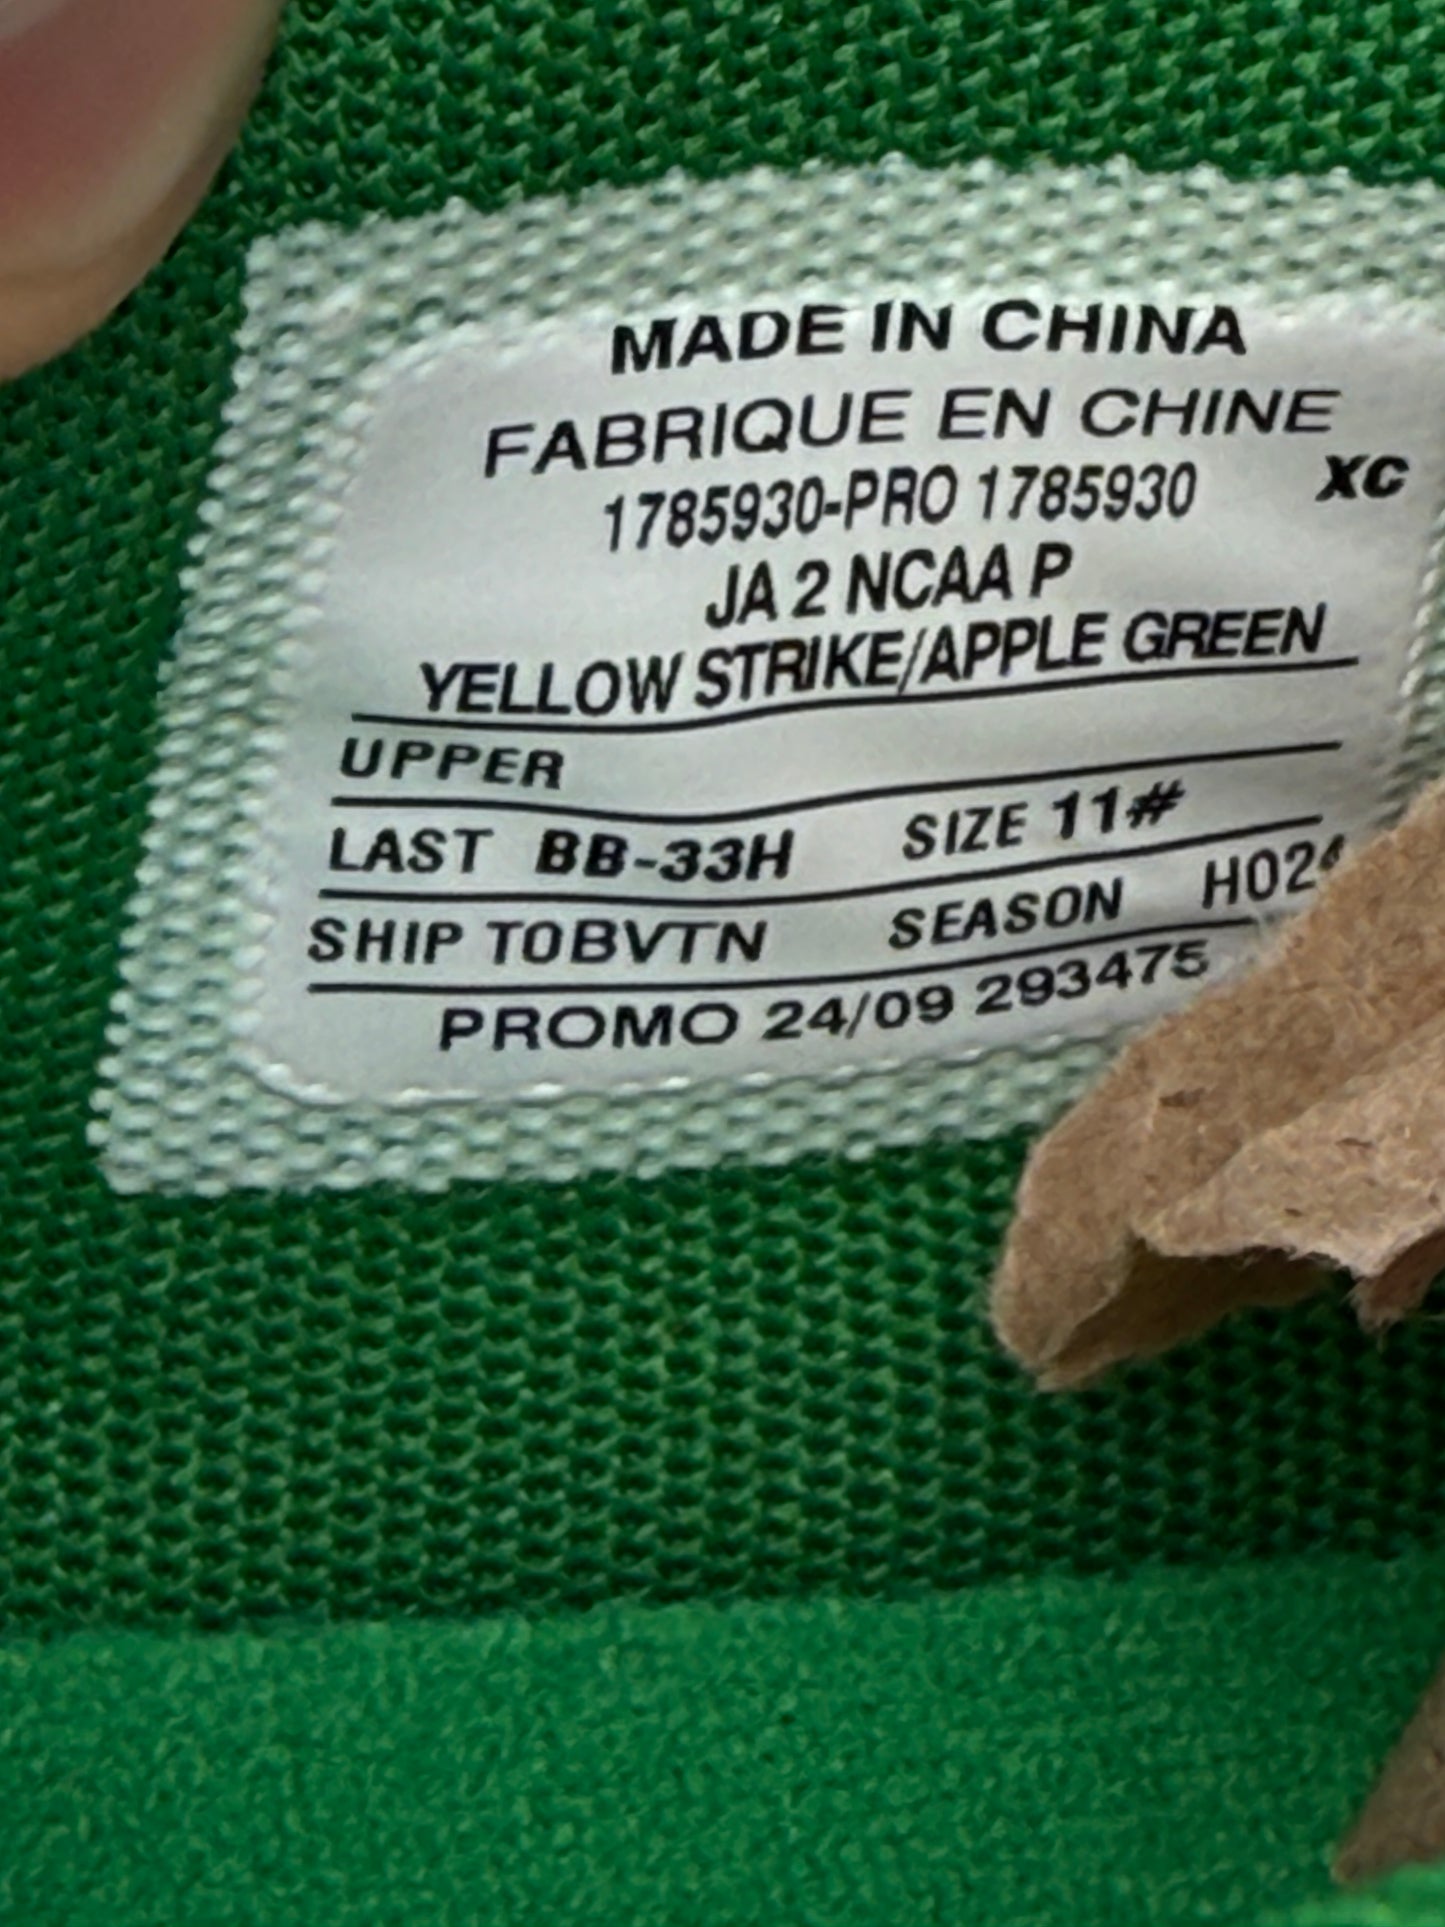 MADE IN CHINA
FABRIQUE EN CHINE
1785930-PRO 1785930 XC
JA 2 NCAA P
YELLOW STRIKE/APPLE GREEN
UPPER
LAST BB-33H SIZE 11#
SHIP TOBVTN SEASON
PROMO 24/09 293475